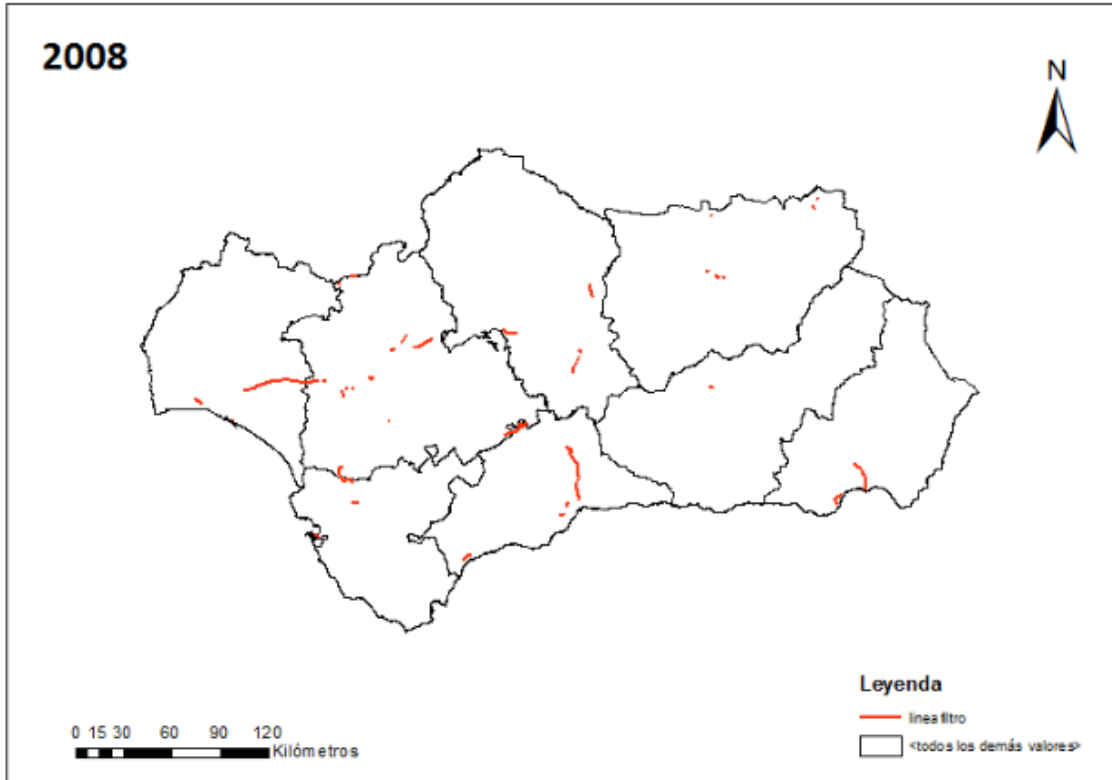 2008
N
Leyenda
linea filtro
<todos los demás valores>
0 15 30 60 90 120
Kilómetros